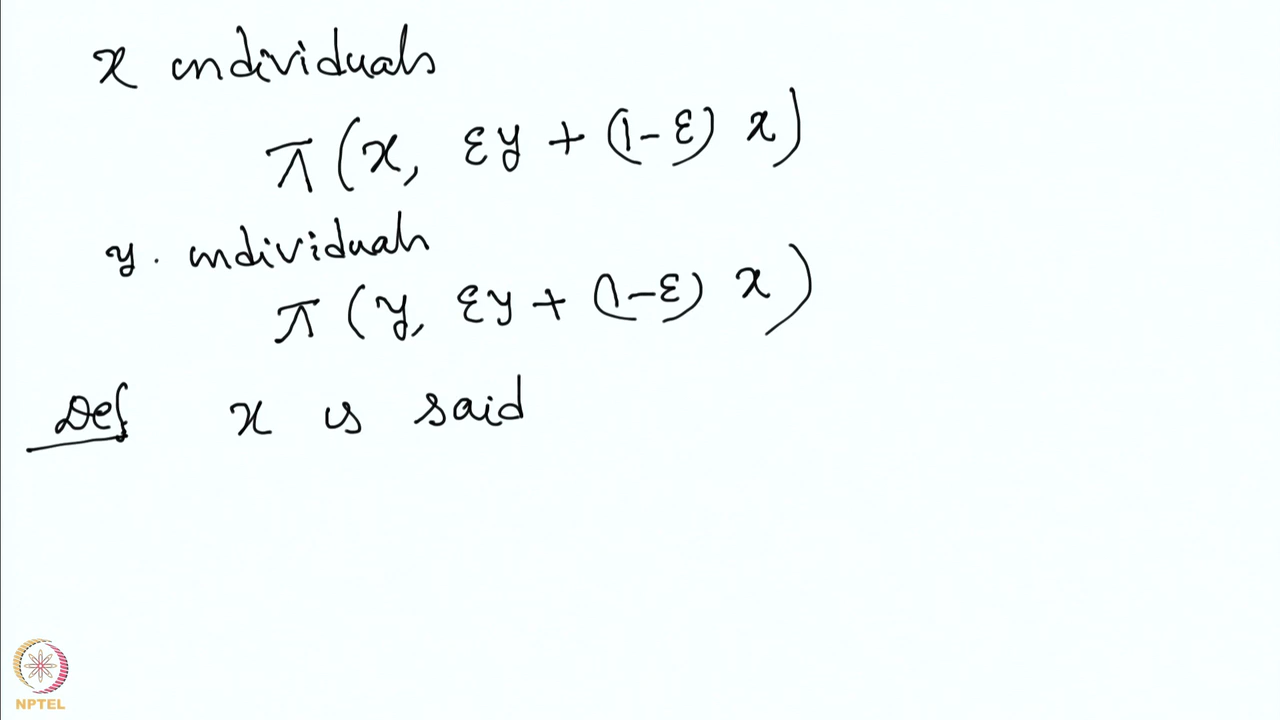 x individuals
π(x, εy + (1-ε) x)
y. individuals
π(y, εy + (1-ε) x)
Def x is said
NPTEL